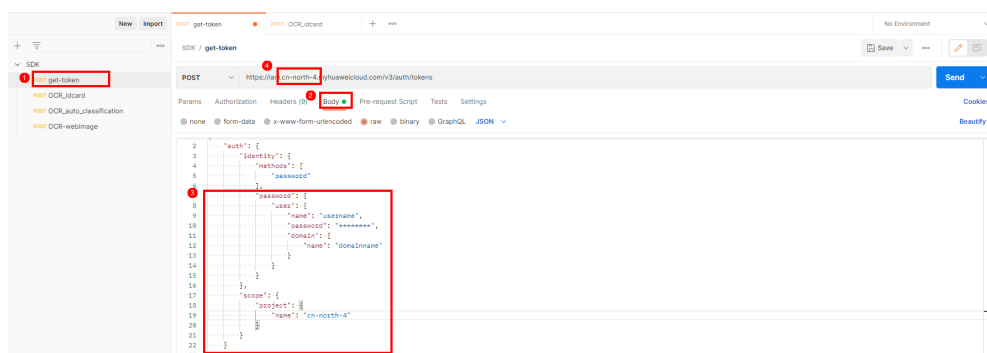 New Import POST get-token POST OCR_idcard + ooo No Environment
+ ooo SDK / get-token Save ooo
SDK
4
1 POST get-token POST https://iam.cn-north-4.myhuaweicloud.com/v3/auth/tokens Send
POST OCR_idcard 2
POST OCR_auto_classification Params Authorization Headers (9) Body Pre-request Script Tests Settings Cookies
POST OCR-webimage none form-data x-www-form-urlencoded raw binary GraphQL JSON Beautify
2 "auth": {
3 "identity": {
4 "methods": [
5 "password"
6 ],
3 "password": {
8 "user": {
9 "name": "username",
10 "password": "********",
11 "domain": {
12 "name": "domainname"
13 }
14 }
15 }
16 },
17 "scope": {
18 "project": {
19 "name": "cn-north-4"
20 }
21 }
22 }